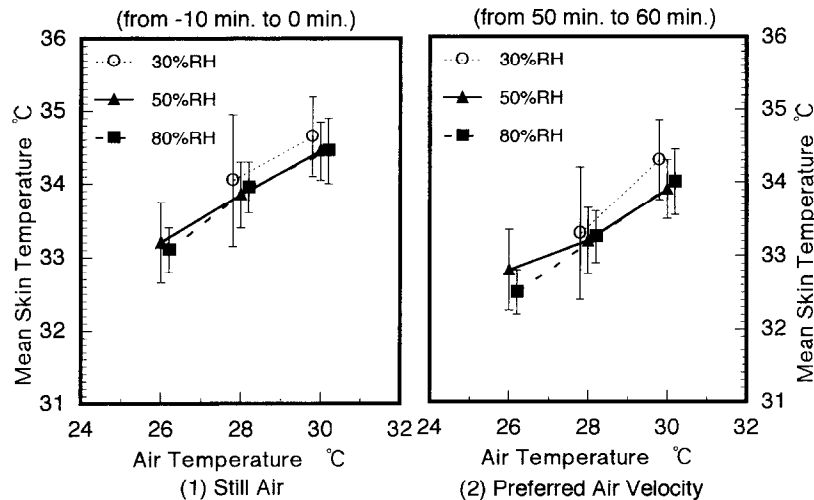 (from -10 min. to 0 min.)
36
35
34
33
32
31
Mean Skin Temperature ℃
30%RH
50%RH
80%RH
24 26 28 30 32
Air Temperature ℃
(1) Still Air
(from 50 min. to 60 min.)
30%RH
50%RH
80%RH
36
35
34
33
32
31
Mean Skin Temperature ℃
24 26 28 30 32
Air Temperature ℃
(2) Preferred Air Velocity